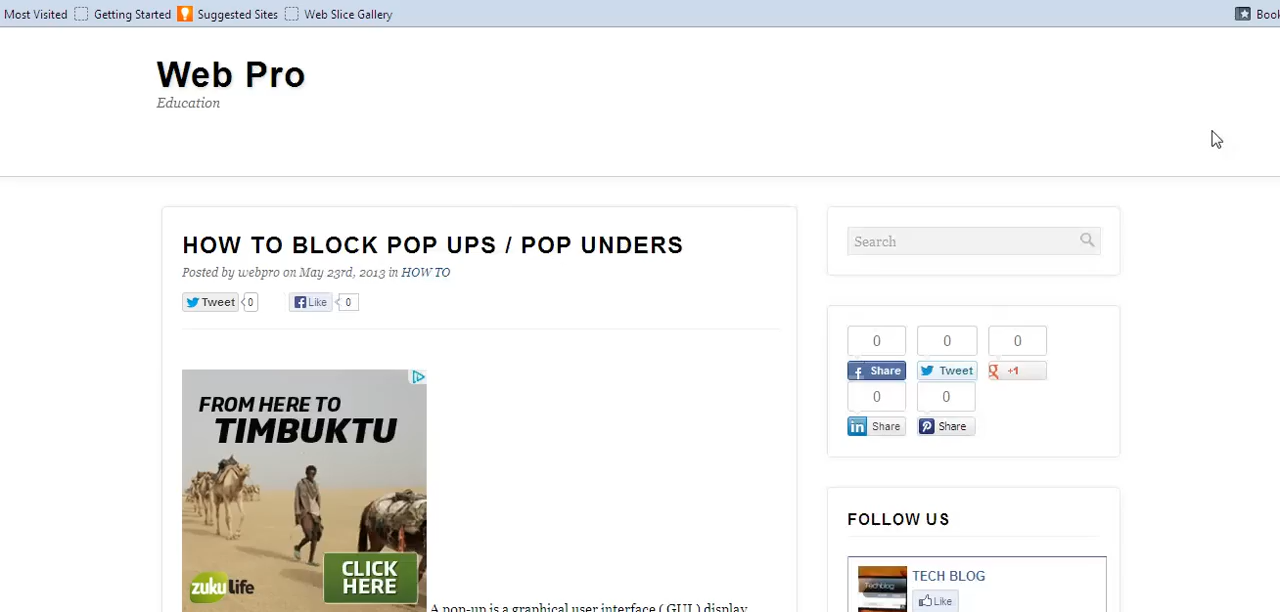 Most Visited Getting Started Suggested Sites Web Slice Gallery Book
Web Pro
Education
HOW TO BLOCK POP UPS / POP UNDERS
Posted by webpro on May 23rd, 2013 in HOW TO
Tweet 0 Like 0
Search
0 0 0
Share Tweet +1
0 0
Share Share
FROM HERE TO
TIMBUKTU
zuku life
CLICK
HERE
FOLLOW US
Techblog
TECH BLOG
Like
A pop-up is a graphical user interface ( GUI ) display